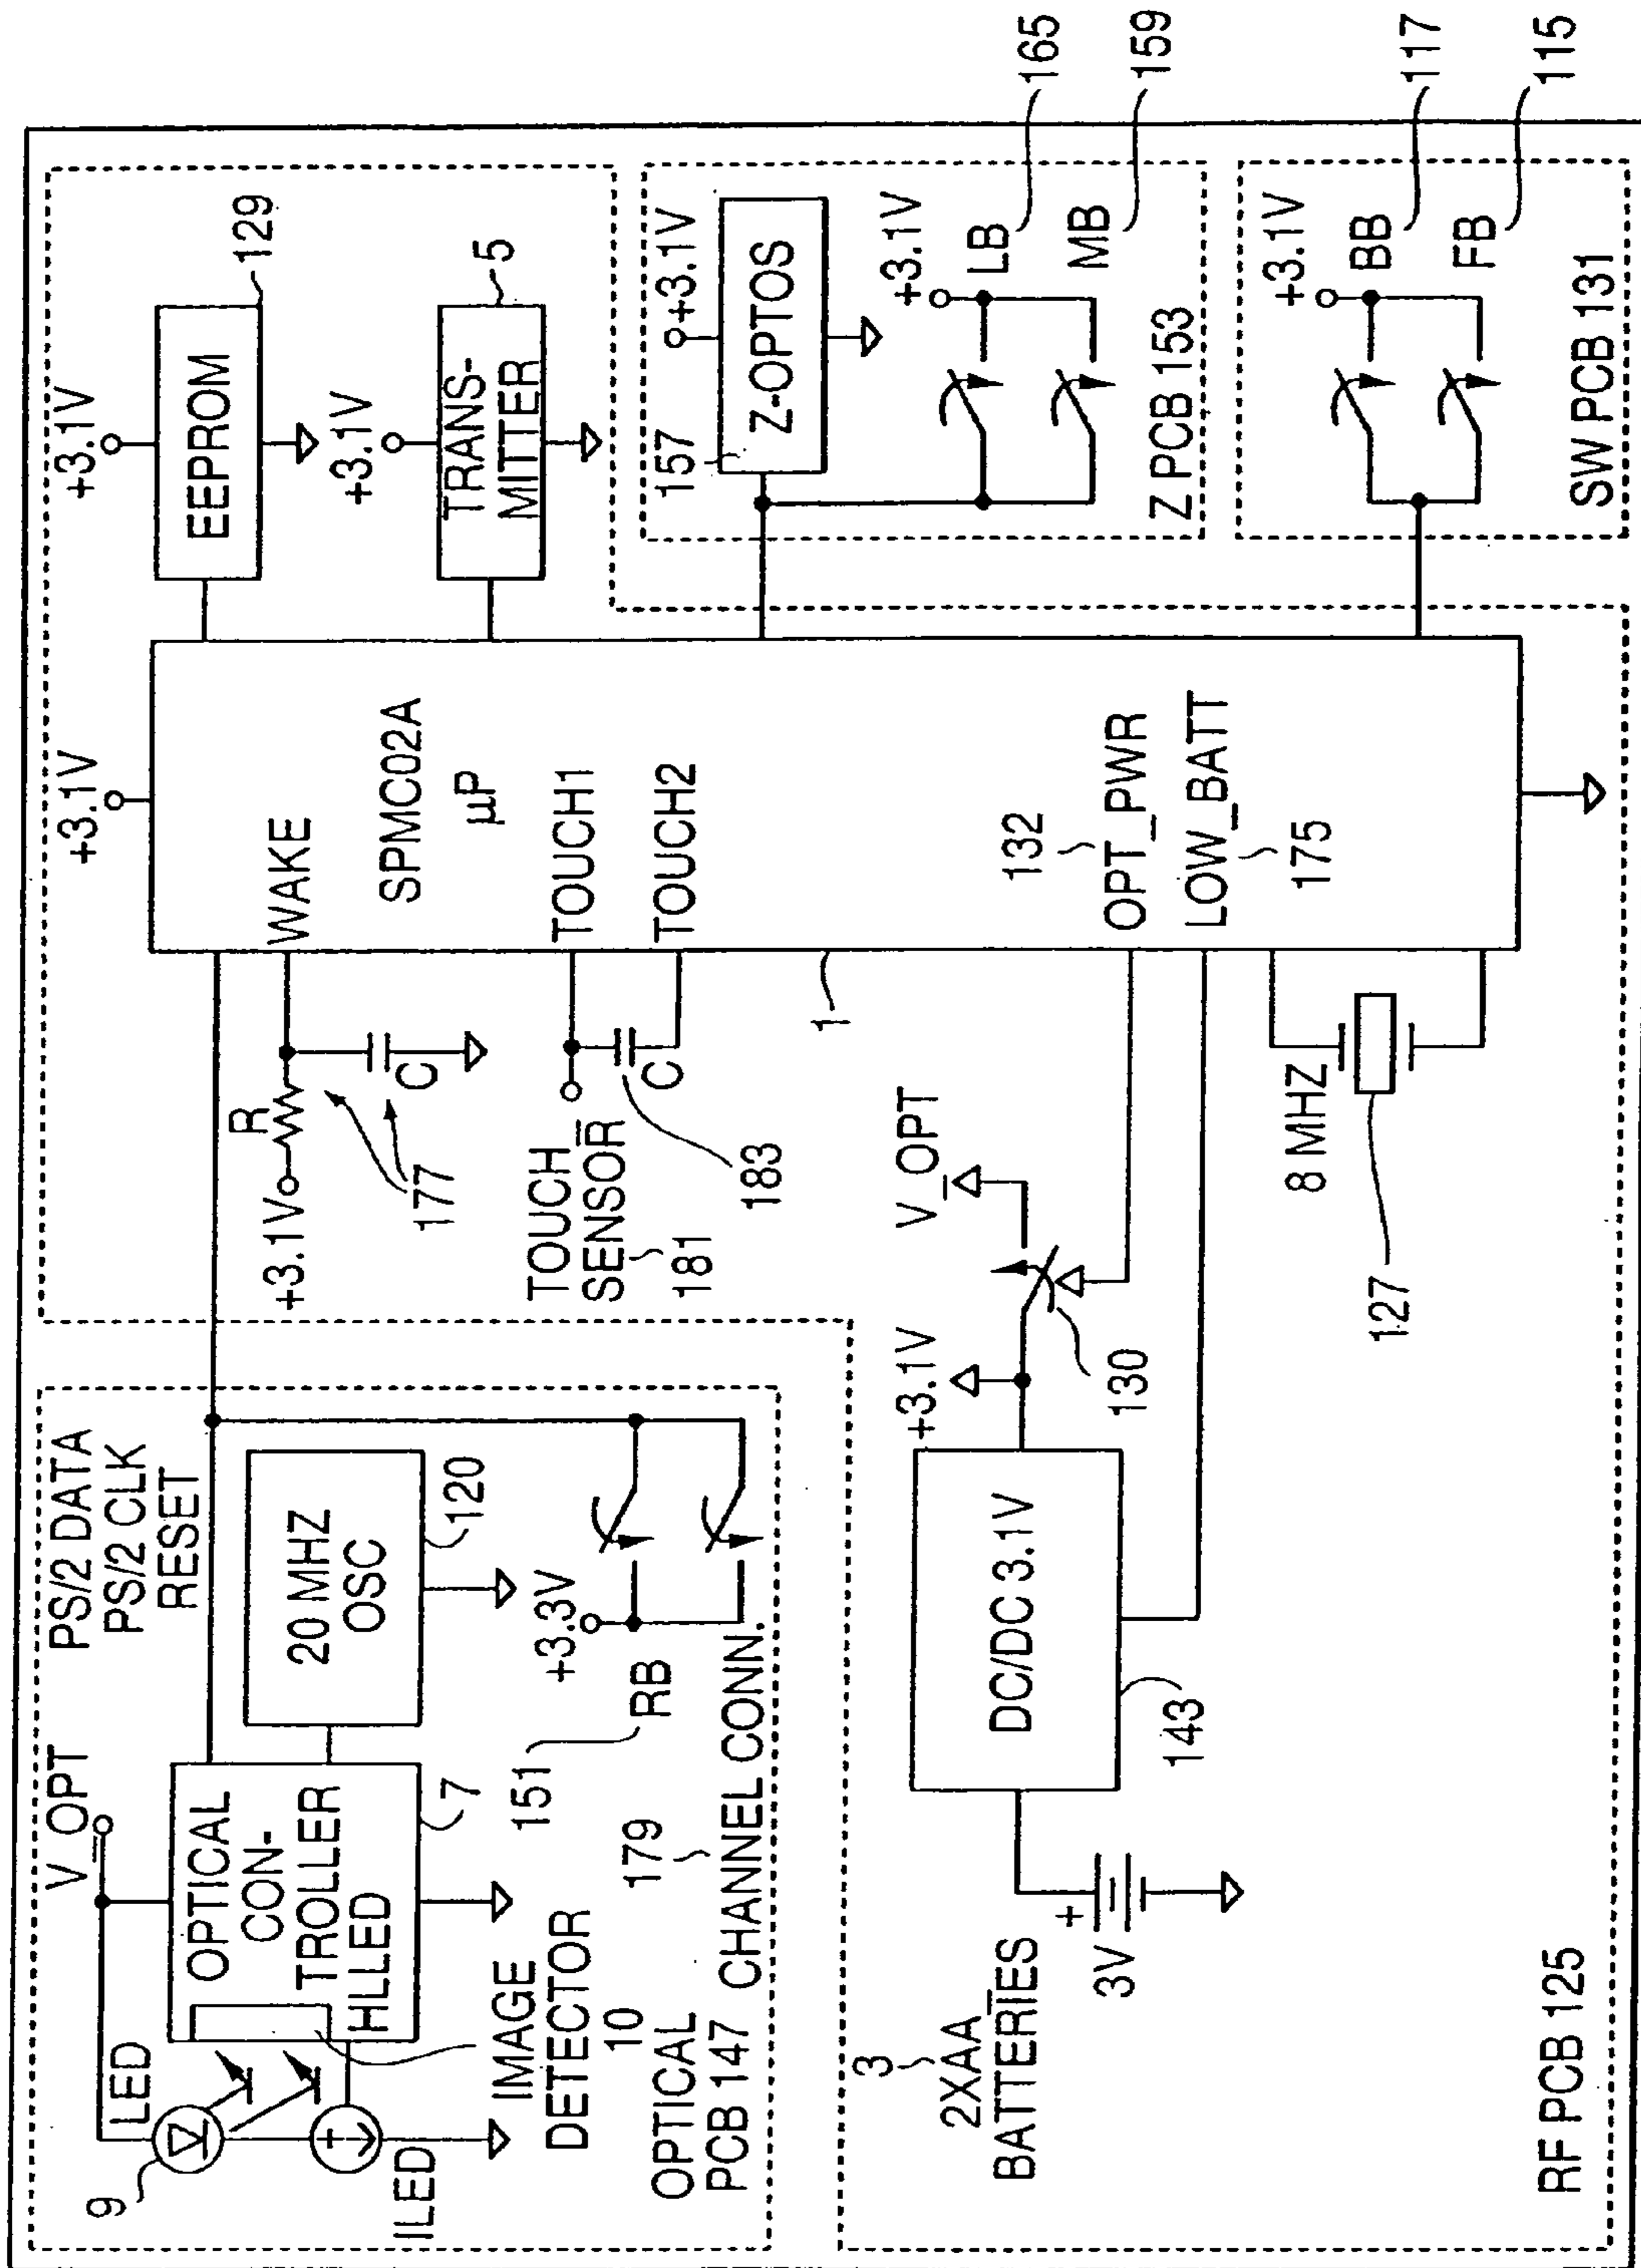 PS/2 DATA
PS/2 CLK
RESET
V_OPT
LED
9
ILED
OPTICAL
CON-
TROLLER
HLLED
7
20 MHZ
OSC
120
IMAGE
DETECTOR
10
OPTICAL
PCB 147
+3.3V
151
RB
179
CHANNEL CONN.
+3.1V
R
C
177
WAKE
+3.1V
SPMC02A
µP
TOUCH1
TOUCH2
TOUCH
SENSOR
181
C
183
1
132
OPT_PWR
LOW_BATT
175
+3.1V
EEPROM
129
+3.1V
TRANS-
MITTER
5
157
+3.1V
Z-OPTOS
+3.1V
LB
165
MB
159
Z PCB 153
+3.1V
BB
117
FB
115
SW PCB 131
3
2XAA
BATTERIES
+
3V
DC/DC 3.1V
143
+3.1V
130
V_OPT
8 MHZ
127
RF PCB 125